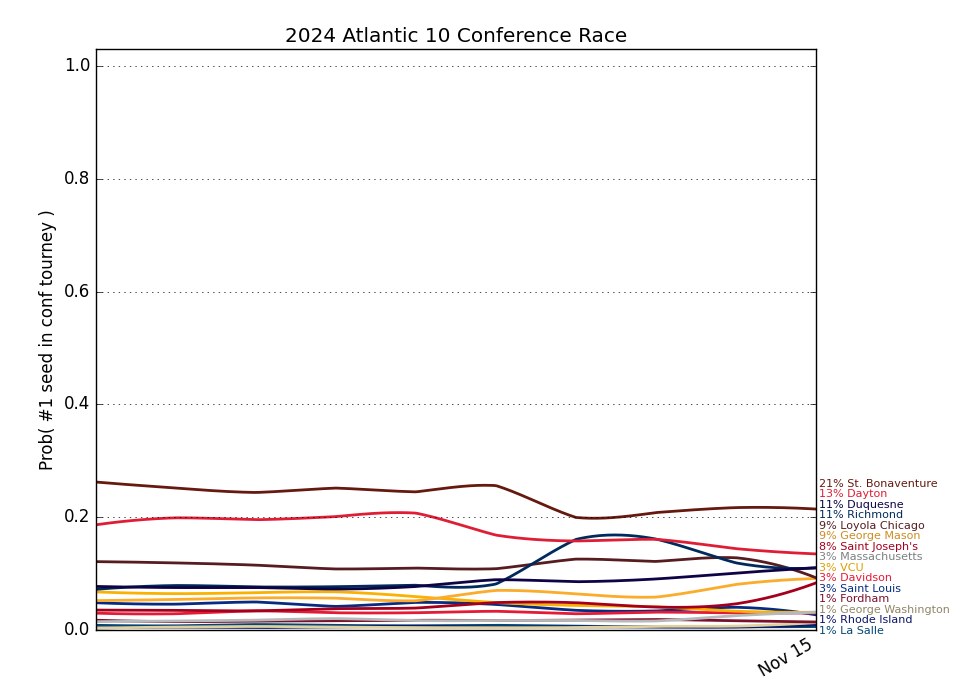 2024 Atlantic 10 Conference Race
Prob( #1 seed in conf tourney )
1.0
0.8
0.6
0.4
0.2
0.0
Nov 15
21% St. Bonaventure
13% Dayton
11% Duquesne
11% Richmond
9% Loyola Chicago
9% George Mason
8% Saint Joseph's
3% Massachusetts
3% VCU
3% Davidson
3% Saint Louis
1% Fordham
1% George Washington
1% Rhode Island
1% La Salle